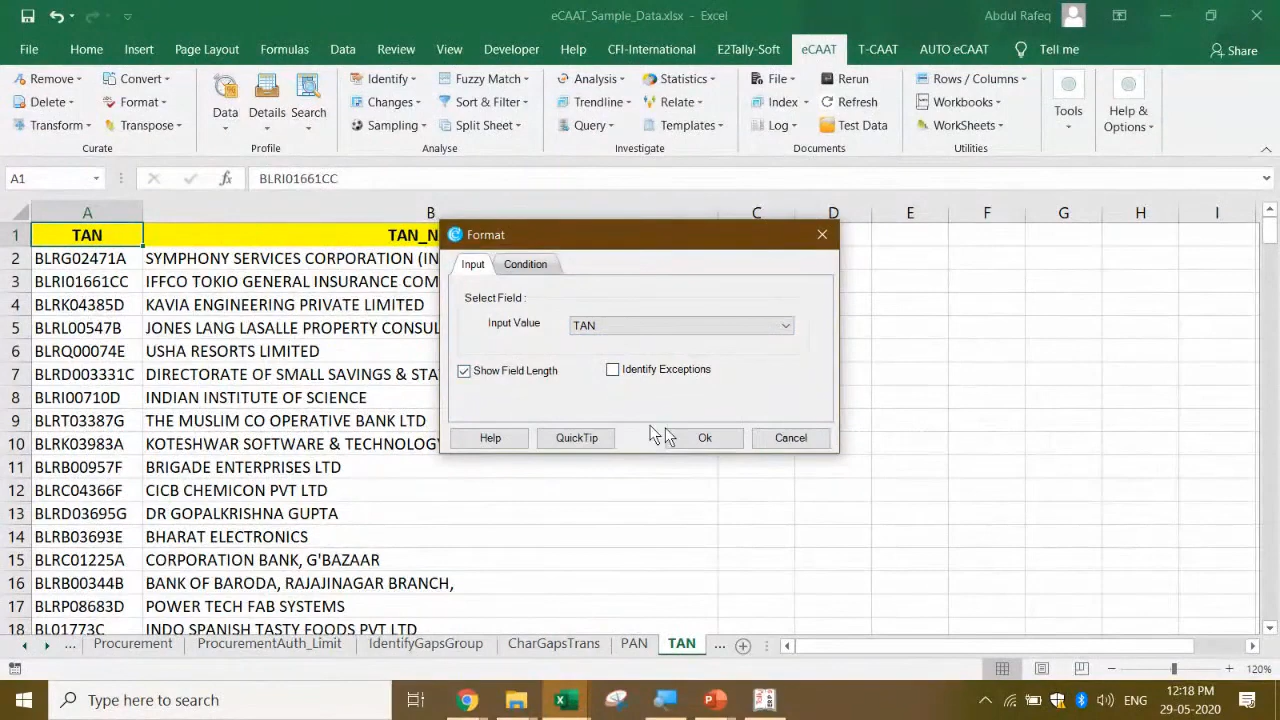 eCAAT_Sample_Data.xlsx - Excel
Abdul Rafeq
File Home Insert Page Layout Formulas Data Review View Developer Help CFI-International E2Tally-Soft eCAAT T-CAAT AUTO eCAAT Tell me Share
Remove Convert Identify Fuzzy Match Analysis Statistics File Rerun Rows / Columns
Delete Format Data Details Search Changes Sort & Filter Trendline Relate Index Refresh Workbooks Tools Help &
Transform Transpose Sampling Split Sheet Query Templates Log Test Data WorkSheets Options
Curate Profile Analyse Investigate Documents Utilities
A1 fx BLRI01661CC
A B C D E F G H I
1 TAN TAN_N
2 BLRG02471A SYMPHONY SERVICES CORPORATION (IN
3 BLRI01661CC IFFCO TOKIO GENERAL INSURANCE COM
4 BLRK04385D KAVIA ENGINEERING PRIVATE LIMITED
5 BLRL00547B JONES LANG LASALLE PROPERTY CONSUL
6 BLRQ00074E USHA RESORTS LIMITED
7 BLRD003331C DIRECTORATE OF SMALL SAVINGS & STA
8 BLRI00710D INDIAN INSTITUTE OF SCIENCE
9 BLRT03387G THE MUSLIM CO OPERATIVE BANK LTD
10 BLRK03983A KOTESHWAR SOFTWARE & TECHNOLOG
11 BLRB00957F BRIGADE ENTERPRISES LTD
12 BLRC04366F CICB CHEMICON PVT LTD
13 BLRD03695G DR GOPALKRISHNA GUPTA
14 BLRB03693E BHARAT ELECTRONICS
15 BLRC01225A CORPORATION BANK, G'BAZAAR
16 BLRB00344B BANK OF BARODA, RAJAJINAGAR BRANCH,
17 BLRP08683D POWER TECH FAB SYSTEMS
18 BL01773C INDO SPANISH TASTY FOODS PVT LTD
Format
Input Condition
Select Field :
Input Value TAN
Show Field Length Identify Exceptions
Help QuickTip Ok Cancel
... Procurement ProcurementAuth_Limit IdentifyGapsGroup CharGapsTrans PAN TAN ...
120%
Type here to search
ENG
12:18 PM
29-05-2020